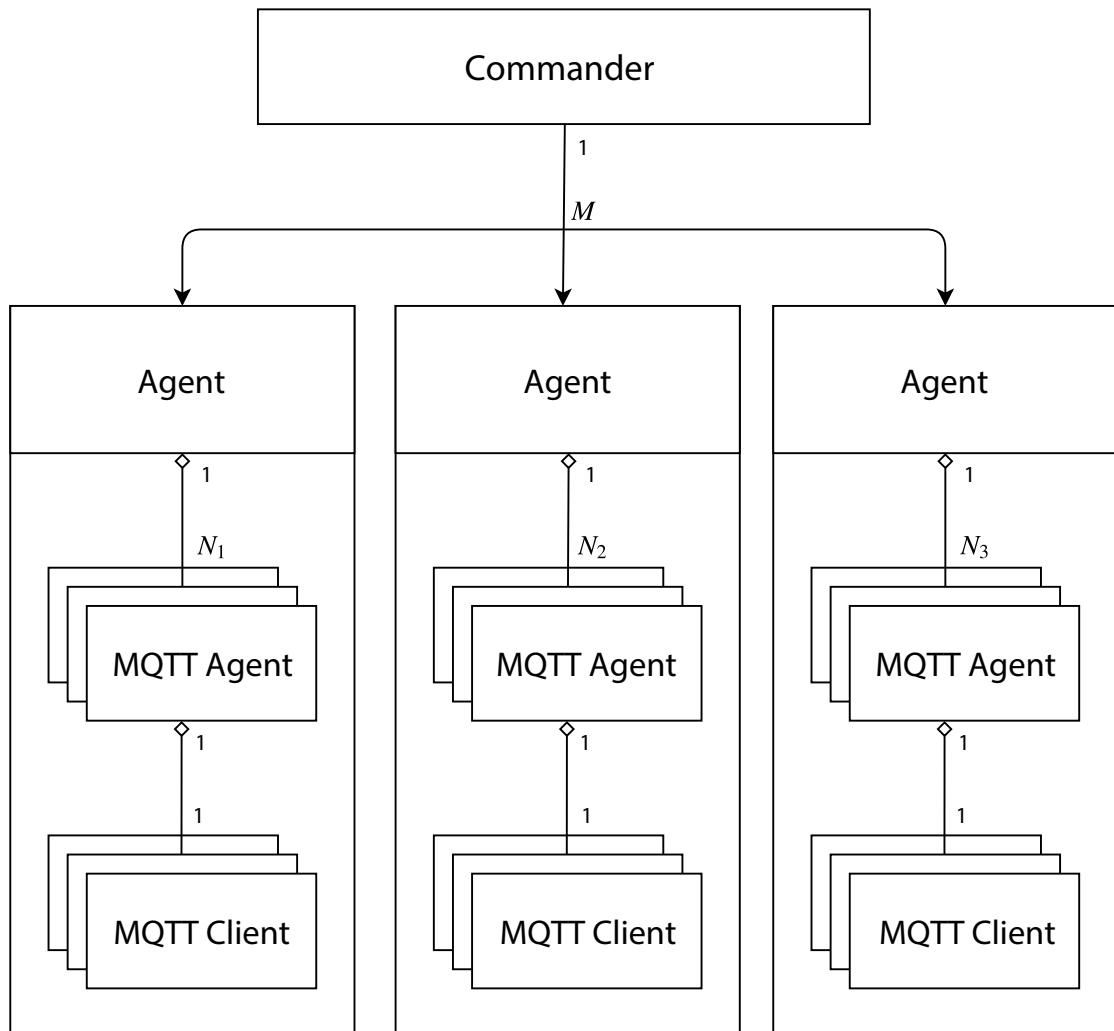 Commander
1
M
Agent Agent Agent
1 1 1
N₁ N₂ N₃
MQTT Agent MQTT Agent MQTT Agent
1 1 1
1 1 1
MQTT Client MQTT Client MQTT Client